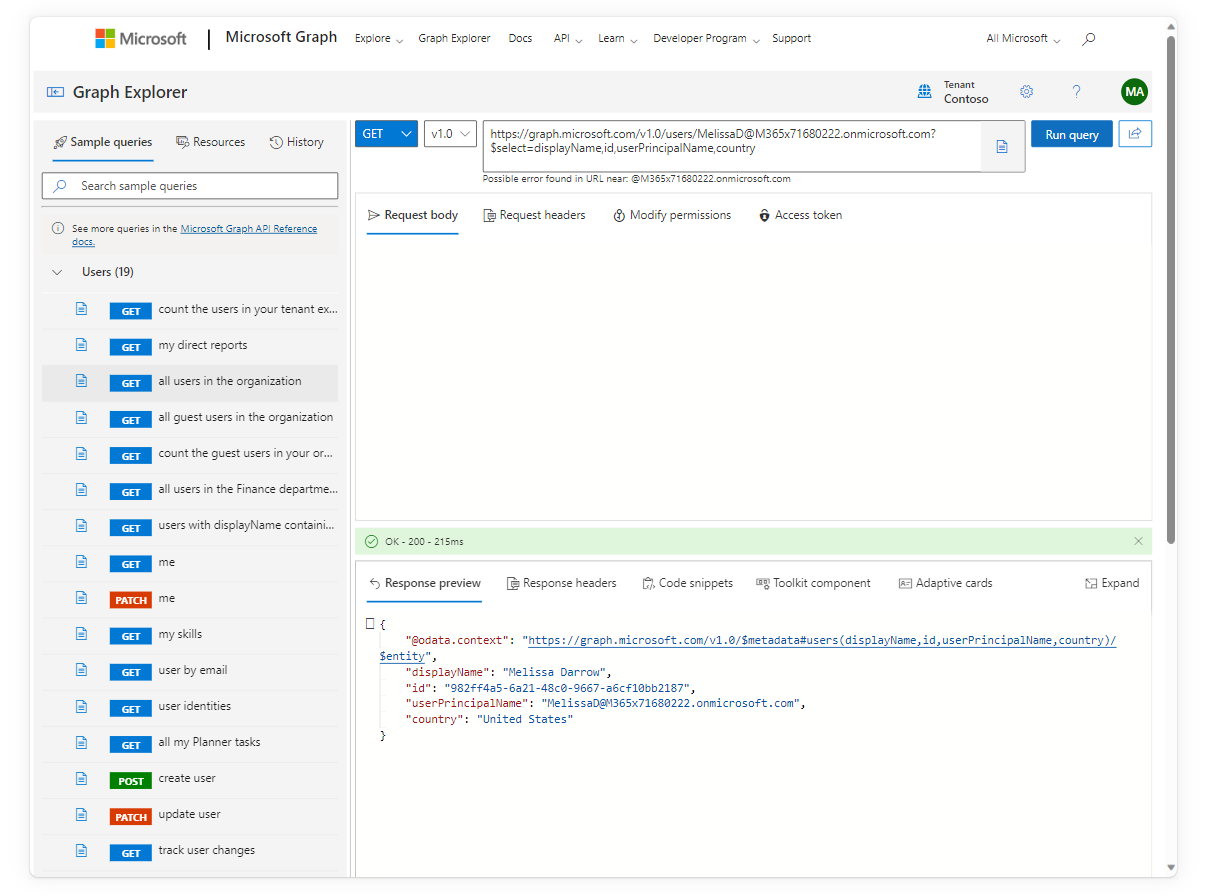 Microsoft | Microsoft Graph Explore Graph Explorer Docs API Learn Developer Program Support All Microsoft
Graph Explorer Tenant Contoso ? MA
Sample queries Resources History
Search sample queries
See more queries in the Microsoft Graph API Reference
docs.
Users (19)
GET count the users in your tenant ex...
GET my direct reports
GET all users in the organization
GET all guest users in the organization
GET count the guest users in your or...
GET all users in the Finance departme...
GET users with displayName containi...
GET me
PATCH me
GET my skills
GET user by email
GET user identities
GET all my Planner tasks
POST create user
PATCH update user
GET track user changes
GET v1.0 https://graph.microsoft.com/v1.0/users/MelissaD@M365x71680222.onmicrosoft.com?
$select=displayName,id,userPrincipalName,country
Run query
Possible error found in URL near: @M365x71680222.onmicrosoft.com
Request body Request headers Modify permissions Access token
OK - 200 - 215ms
Response preview Response headers Code snippets Toolkit component Adaptive cards Expand
{
"@odata.context": "https://graph.microsoft.com/v1.0/$metadata#users(displayName,id,userPrincipalName,country)/
$entity",
"displayName": "Melissa Darrow",
"id": "982ff4a5-6a21-48c0-9667-a6cf10bb2187",
"userPrincipalName": "MelissaD@M365x71680222.onmicrosoft.com",
"country": "United States"
}